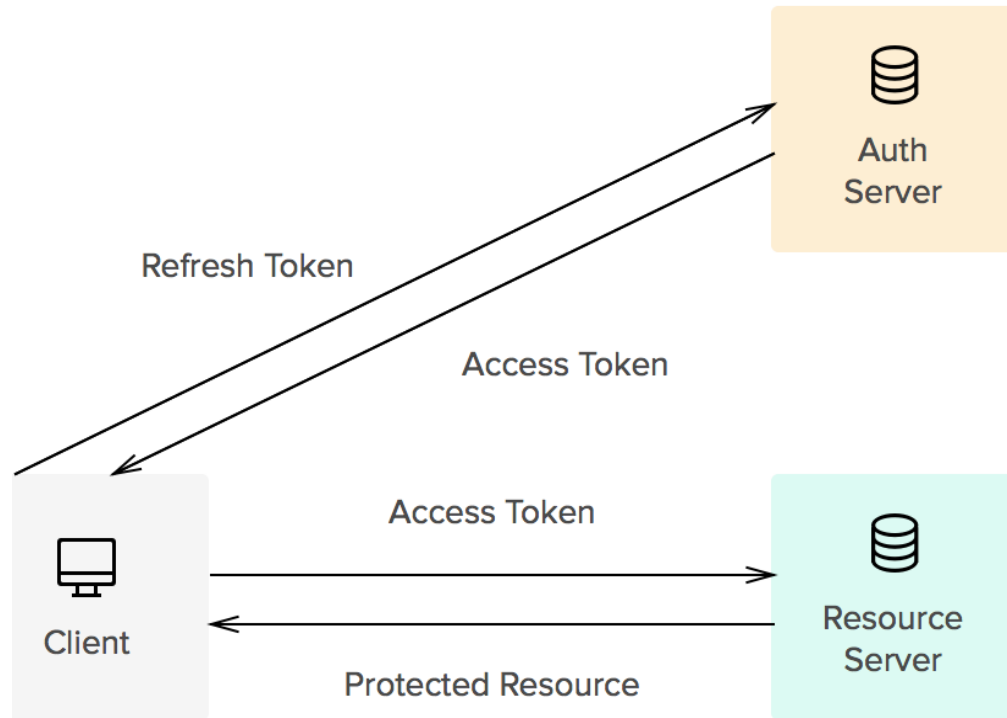 Auth
Server
Refresh Token
Access Token
Access Token
Client
Resource
Server
Protected Resource